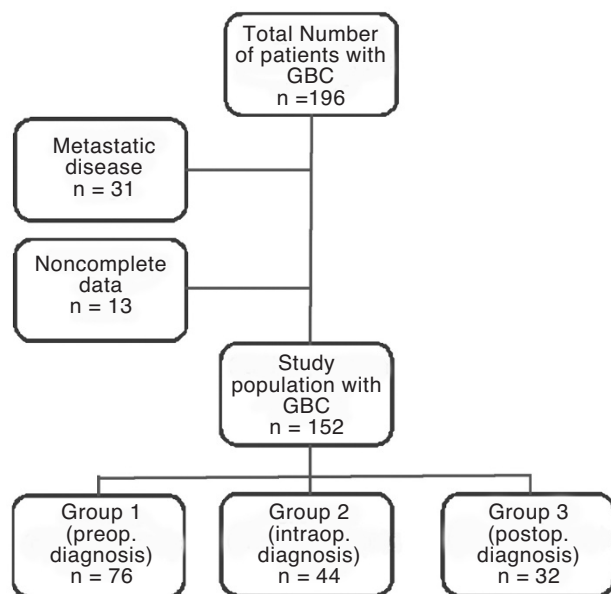 Total Number
of patients with
GBC
n =196
Metastatic
disease
n = 31
Noncomplete
data
n = 13
Study
population with
GBC
n = 152
Group 1
(preop.
diagnosis)
n = 76
Group 2
(intraop.
diagnosis)
n = 44
Group 3
(postop.
diagnosis)
n = 32